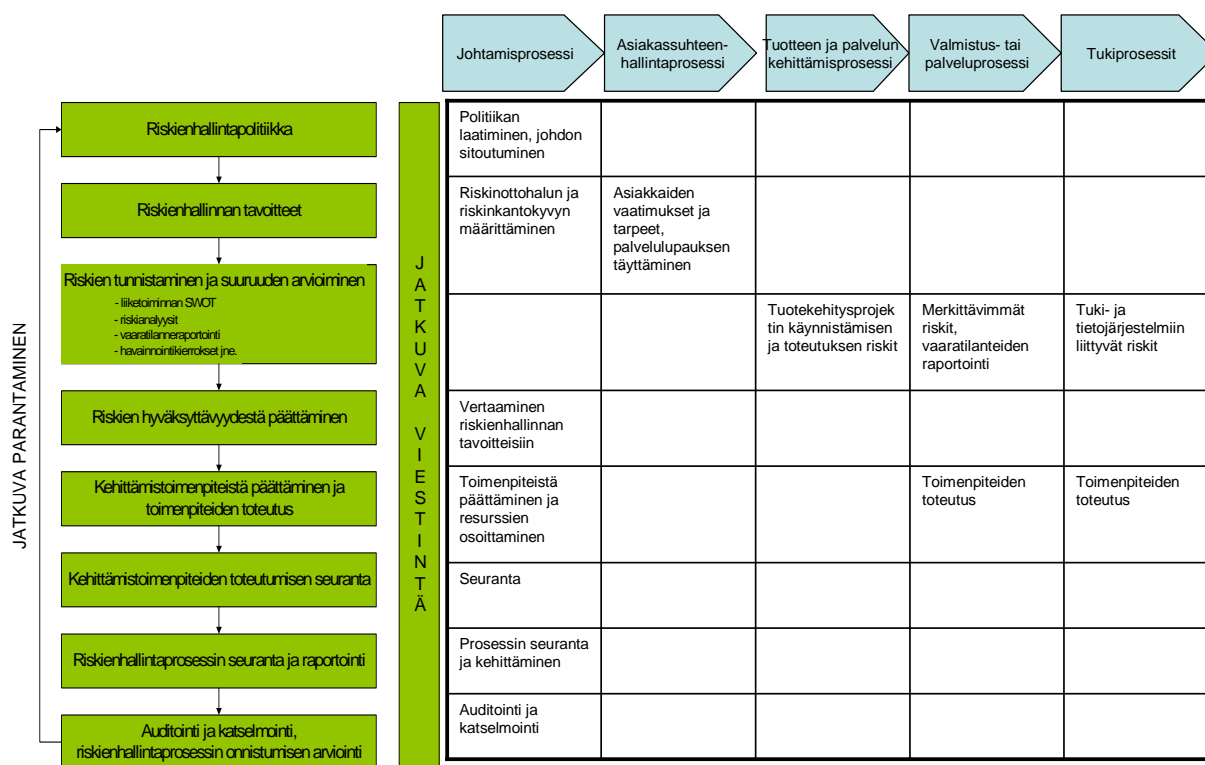 Johtamisprosessi
Asiakassuhteen-
hallintaprosessi
Tuotteen ja palvelun
kehittämisprosessi
Valmistus- tai
palveluprosessi
Tukiprosessit
JATKUVA PARANTAMINEN
Riskienhallintapolitiikka
Riskienhallinnan tavoitteet
Riskien tunnistaminen ja suuruuden arvioiminen
- liiketoiminnan SWOT
- riskianalyysit
- vaaratilanneraportointi
- havainnointikierrokset jne.
Riskien hyväksyttävyydestä päättäminen
Kehittämistoimenpiteistä päättäminen ja
toimenpiteiden toteutus
Kehittämistoimenpiteiden toteutumisen seuranta
Riskienhallintaprosessin seuranta ja raportointi
Auditointi ja katselmointi,
riskienhallintaprosessin onnistumisen arviointi
JATKUVA VIESTINTÄ
Politiikan
laatiminen, johdon
sitoutuminen
Riskinottohalun ja
riskinkantokyvyn
määrittäminen
Asiakkaiden
vaatimukset ja
tarpeet,
palvelulupauksen
täyttäminen
Tuotekehitysprojek
tin käynnistämisen
ja toteutuksen riskit
Merkittävimmät
riskit,
vaaratilanteiden
raportointi
Tuki- ja
tietojärjestelmiin
liittyvät riskit
Vertaaminen
riskienhallinnan
tavoitteisiin
Toimenpiteistä
päättäminen ja
resurssien
osoittaminen
Toimenpiteiden
toteutus
Toimenpiteiden
toteutus
Seuranta
Prosessin seuranta
ja kehittäminen
Auditointi ja
katselmointi